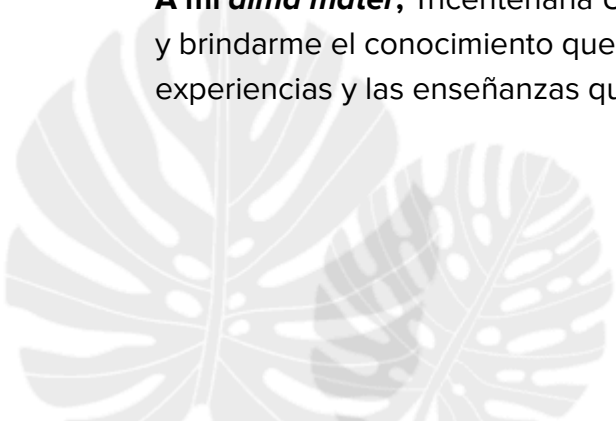 A mi alma mater, Tricentenaria
y brindarme el conocimiento que
experiencias y las enseñanzas